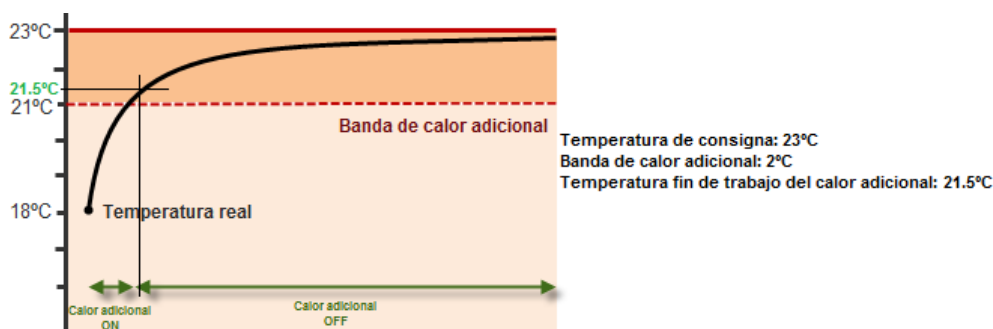 23ºC
21.5ºC
21ºC
Banda de calor adicional
Temperatura de consigna: 23ºC
Banda de calor adicional: 2ºC
Temperatura fin de trabajo del calor adicional: 21.5ºC
18ºC
Temperatura real
Calor adicional
ON
Calor adicional
OFF